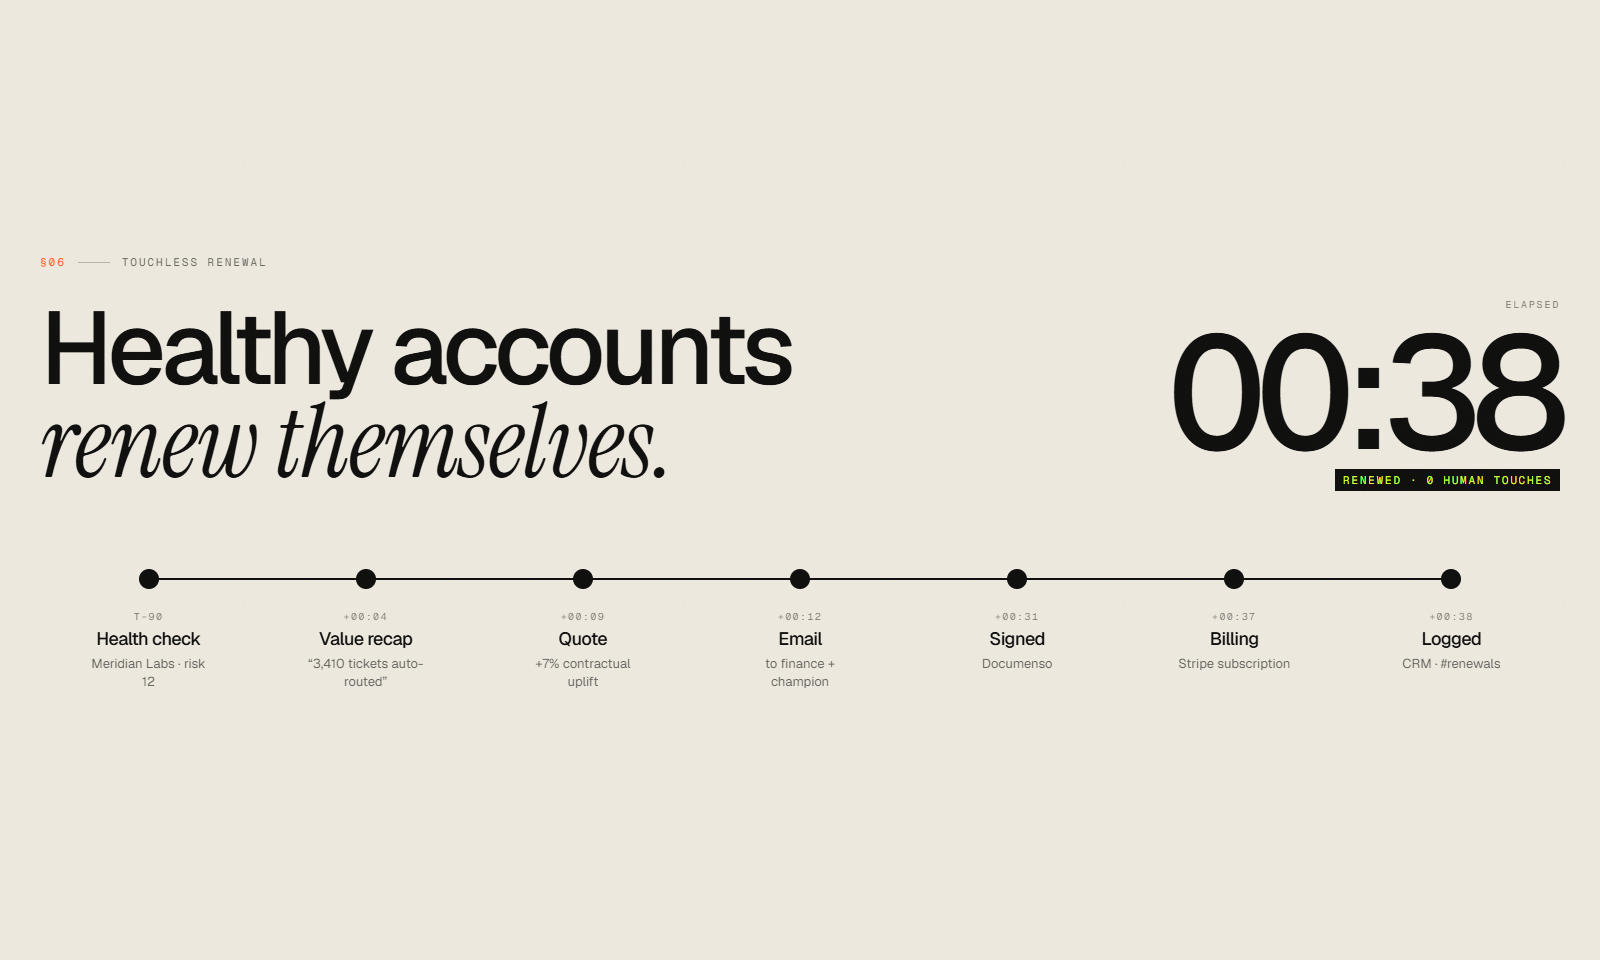 §06 TOUCHLESS RENEWAL
Healthy accounts
renew themselves.
ELAPSED
00:38
RENEWED · 0 HUMAN TOUCHES
T-90
Health check
Meridian Labs · risk
12
+00:04
Value recap
“3,410 tickets auto-
routed”
+00:09
Quote
+7% contractual
uplift
+00:12
Email
to finance +
champion
+00:31
Signed
Documenso
+00:37
Billing
Stripe subscription
+00:38
Logged
CRM · #renewals